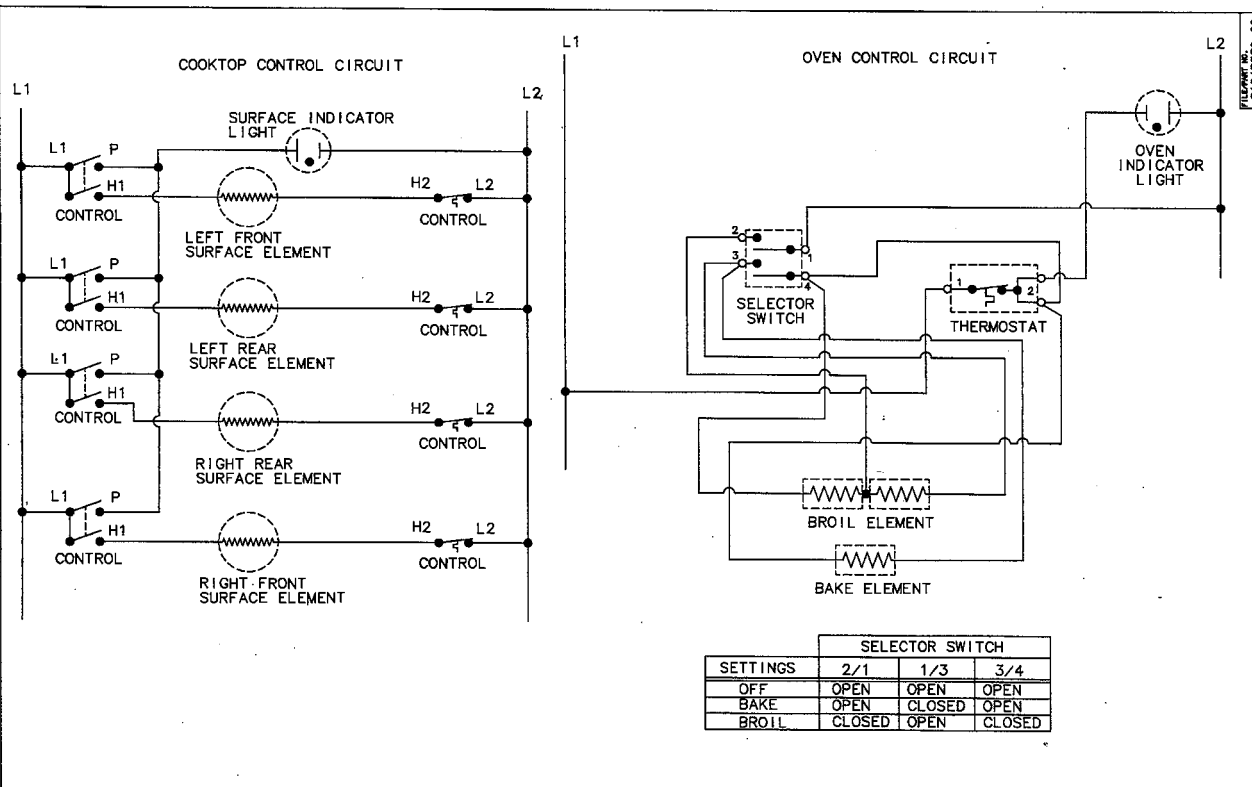 COOKTOP CONTROL CIRCUIT
L1
L2
SURFACE INDICATOR
LIGHT
L1
P
H1
CONTROL
H2
L2
CONTROL
LEFT FRONT
SURFACE ELEMENT
L1
P
H1
CONTROL
H2
L2
CONTROL
LEFT REAR
SURFACE ELEMENT
L1
P
H1
CONTROL
H2
L2
CONTROL
RIGHT REAR
SURFACE ELEMENT
L1
P
H1
CONTROL
H2
L2
CONTROL
RIGHT FRONT
SURFACE ELEMENT
L1
OVEN CONTROL CIRCUIT
L2
FILE/PART NO.
OVEN
INDICATOR
LIGHT
2
1
3
4
SELECTOR
SWITCH
1
2
THERMOSTAT
BROIL ELEMENT
BAKE ELEMENT
SELECTOR SWITCH
SETTINGS 2/1 1/3 3/4
OFF OPEN OPEN OPEN
BAKE OPEN CLOSED OPEN
BROIL CLOSED OPEN CLOSED